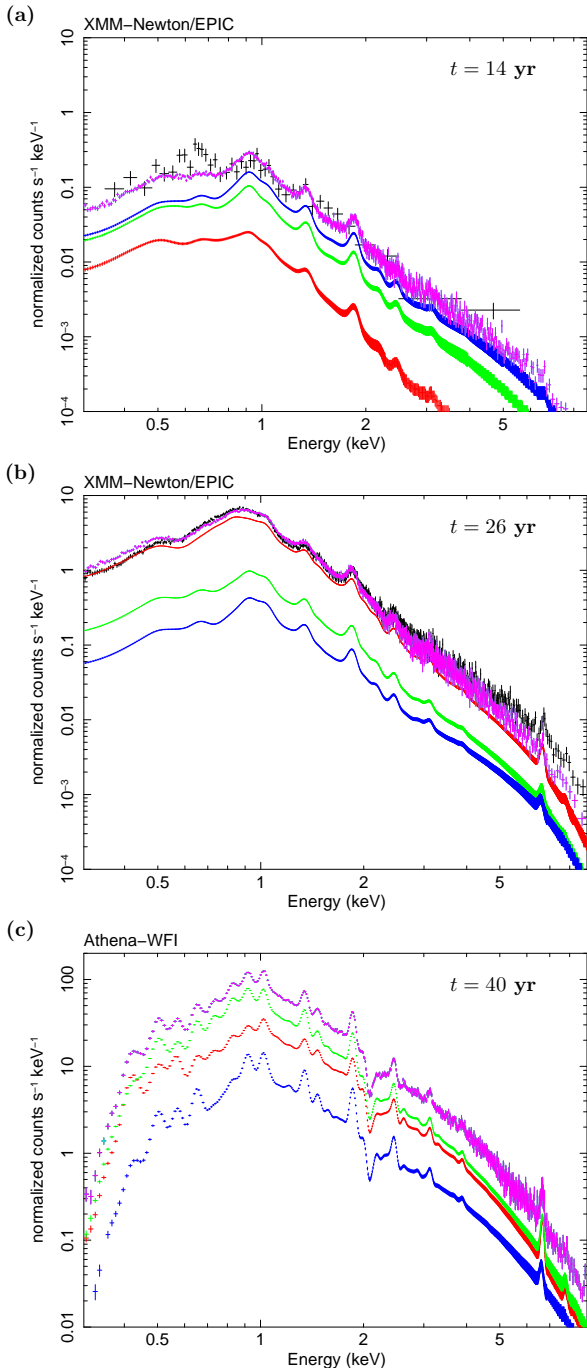 (a)
XMM−Newton/EPIC
t = 14 yr
10
1
0.1
0.01
10⁻³
10⁻⁴
normalized counts s⁻¹ keV⁻¹
0.5 1 2 5
Energy (keV)
(b)
XMM−Newton/EPIC
t = 26 yr
10
1
0.1
0.01
10⁻³
10⁻⁴
normalized counts s⁻¹ keV⁻¹
0.5 1 2 5
Energy (keV)
(c)
Athena−WFI
t = 40 yr
100
10
1
0.1
0.01
normalized counts s⁻¹ keV⁻¹
0.5 1 2 5
Energy (keV)